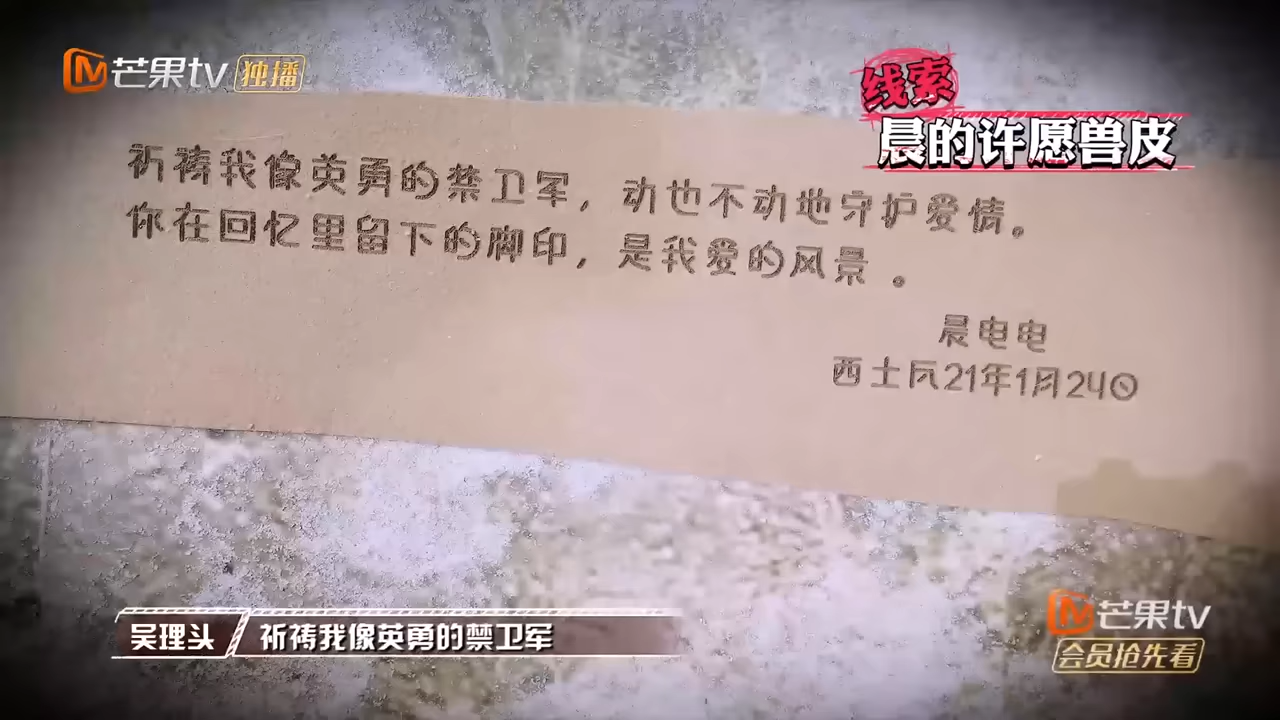 芒果tv 独播
线索
晨的许愿兽皮
祈祷我像英勇的禁卫军，动也不动地守护爱情。
你在回忆里留下的脚印，是我爱的风景 。
晨电电
西士瓦21年1月24日
吴理头 祈祷我像英勇的禁卫军
芒果tv
会员抢先看